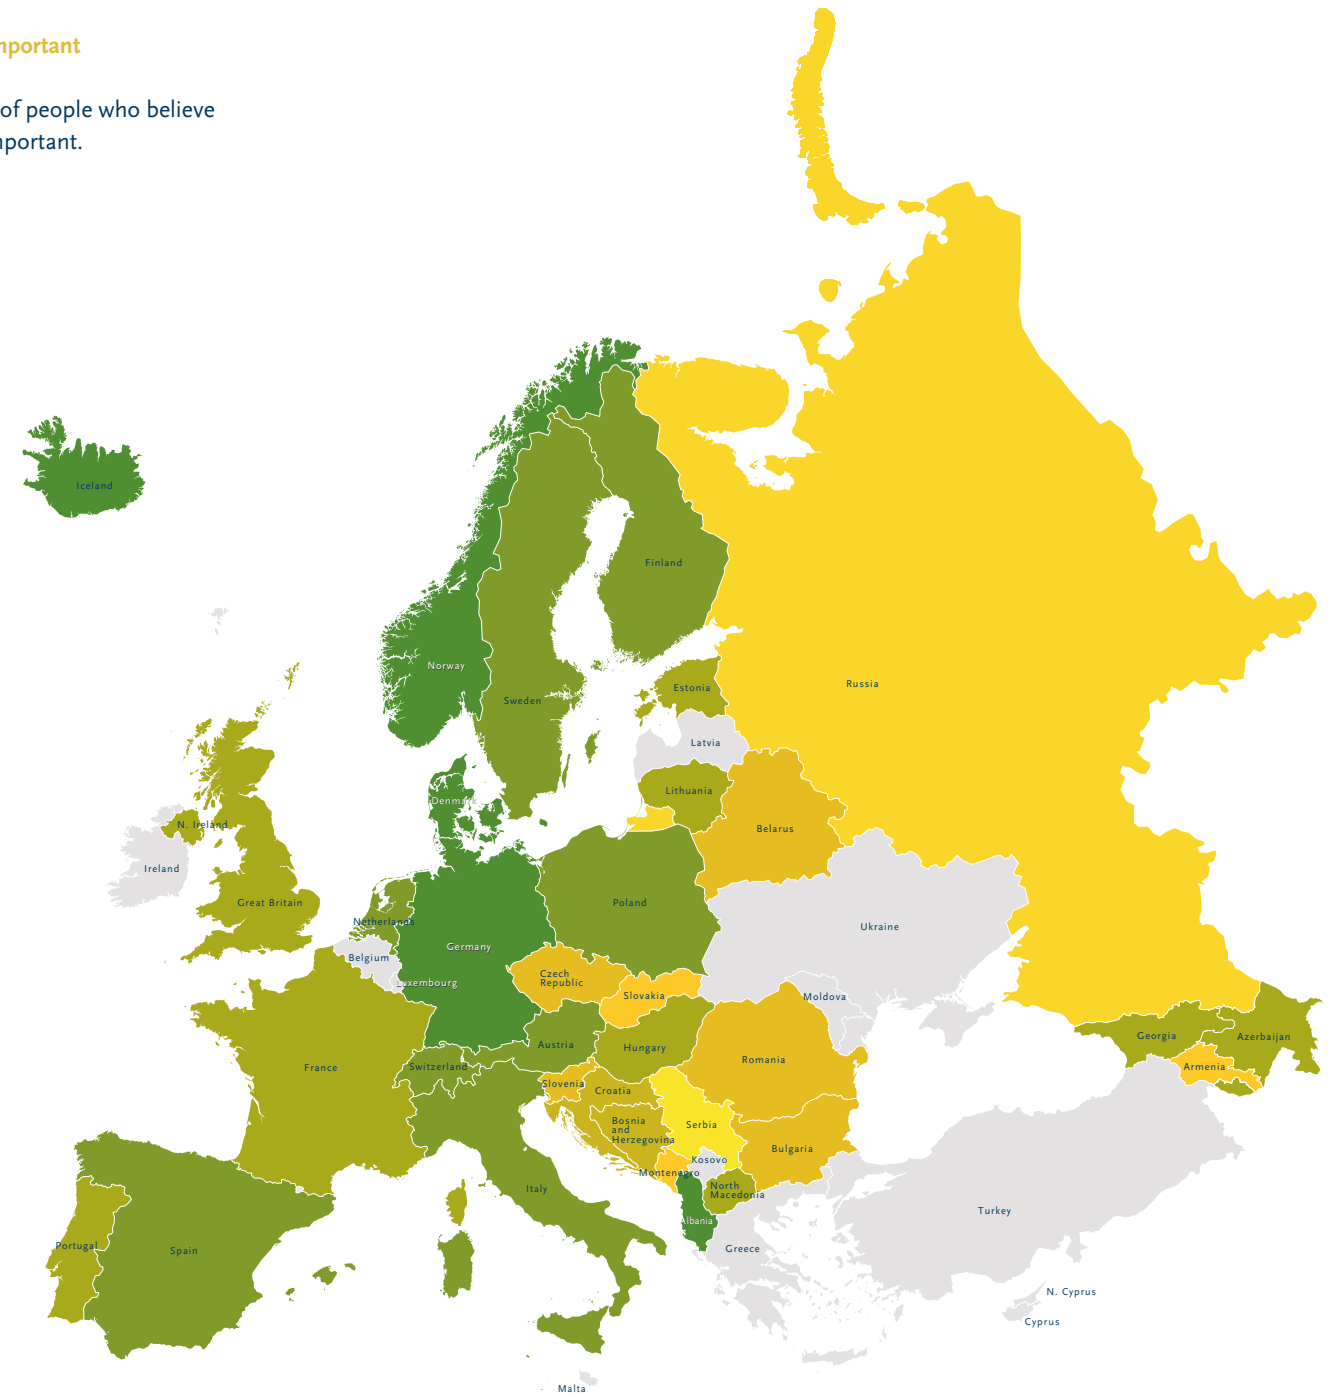 mportant
of people who believe
mportant.
Iceland
Finland
Norway
Russia
Estonia
Sweden
Latvia
Lithuania
Denmark
N. Ireland
Belarus
Ireland
Great Britain
Poland
Netherlands
Ukraine
Germany
Belgium
Czech
Republic
Luxembourg
Slovakia
Moldova
Georgia
Azerbaijan
Austria
Hungary
Romania
France
Switzerland
Armenia
Slovenia
Croatia
Bosnia
and
Herzegovina
Serbia
Bulgaria
Kosovo
Montenegro
Italy
North
Macedonia
Turkey
Albania
Portugal
Spain
Greece
N. Cyprus
Cyprus
Malta